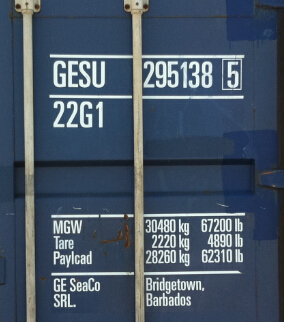 GESU 295138 5
22G1
MGW 30480 kg 67200 lb
Tare 2220 kg 4890 lb
Paylcad 28260 kg 62310 lb
GE SeaCo Bridgetown,
SRL. Barbados